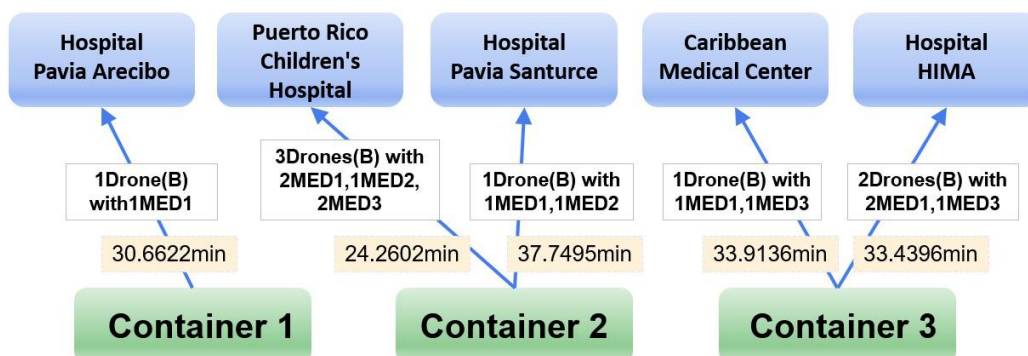 Hospital
Pavia Arecibo
Puerto Rico
Children's
Hospital
Hospital
Pavia Santurce
Caribbean
Medical Center
Hospital
HIMA
1Drone(B)
with1MED1
3Drones(B) with
2MED1,1MED2,
2MED3
1Drone(B) with
1MED1,1MED2
1Drone(B) with
1MED1,1MED3
2Drones(B) with
2MED1,1MED3
30.6622min
24.2602min
37.7495min
33.9136min
33.4396min
Container 1
Container 2
Container 3